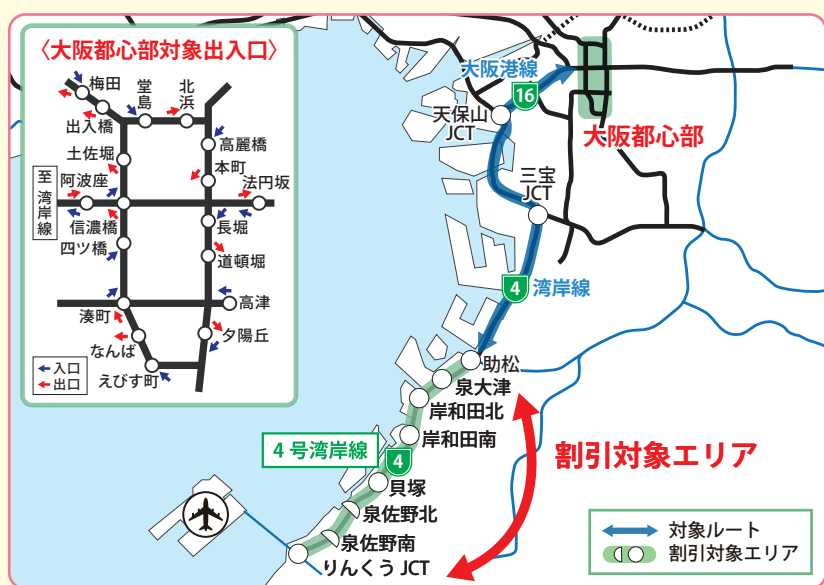 〈大阪都心部対象出入口〉
梅田
堂島
北浜
出入橋
高麗橋
土佐堀
本町
阿波座
法円坂
至 湾岸線
信濃橋
長堀
四ツ橋
道頓堀
高津
湊町
夕陽丘
なんば
えびす町
入口
出口
大阪港線
16
天保山
JCT
大阪都心部
三宝
JCT
4
湾岸線
助松
泉大津
岸和田北
岸和田南
4号湾岸線
4
割引対象エリア
貝塚
泉佐野北
泉佐野南
りんくうJCT
対象ルート
割引対象エリア